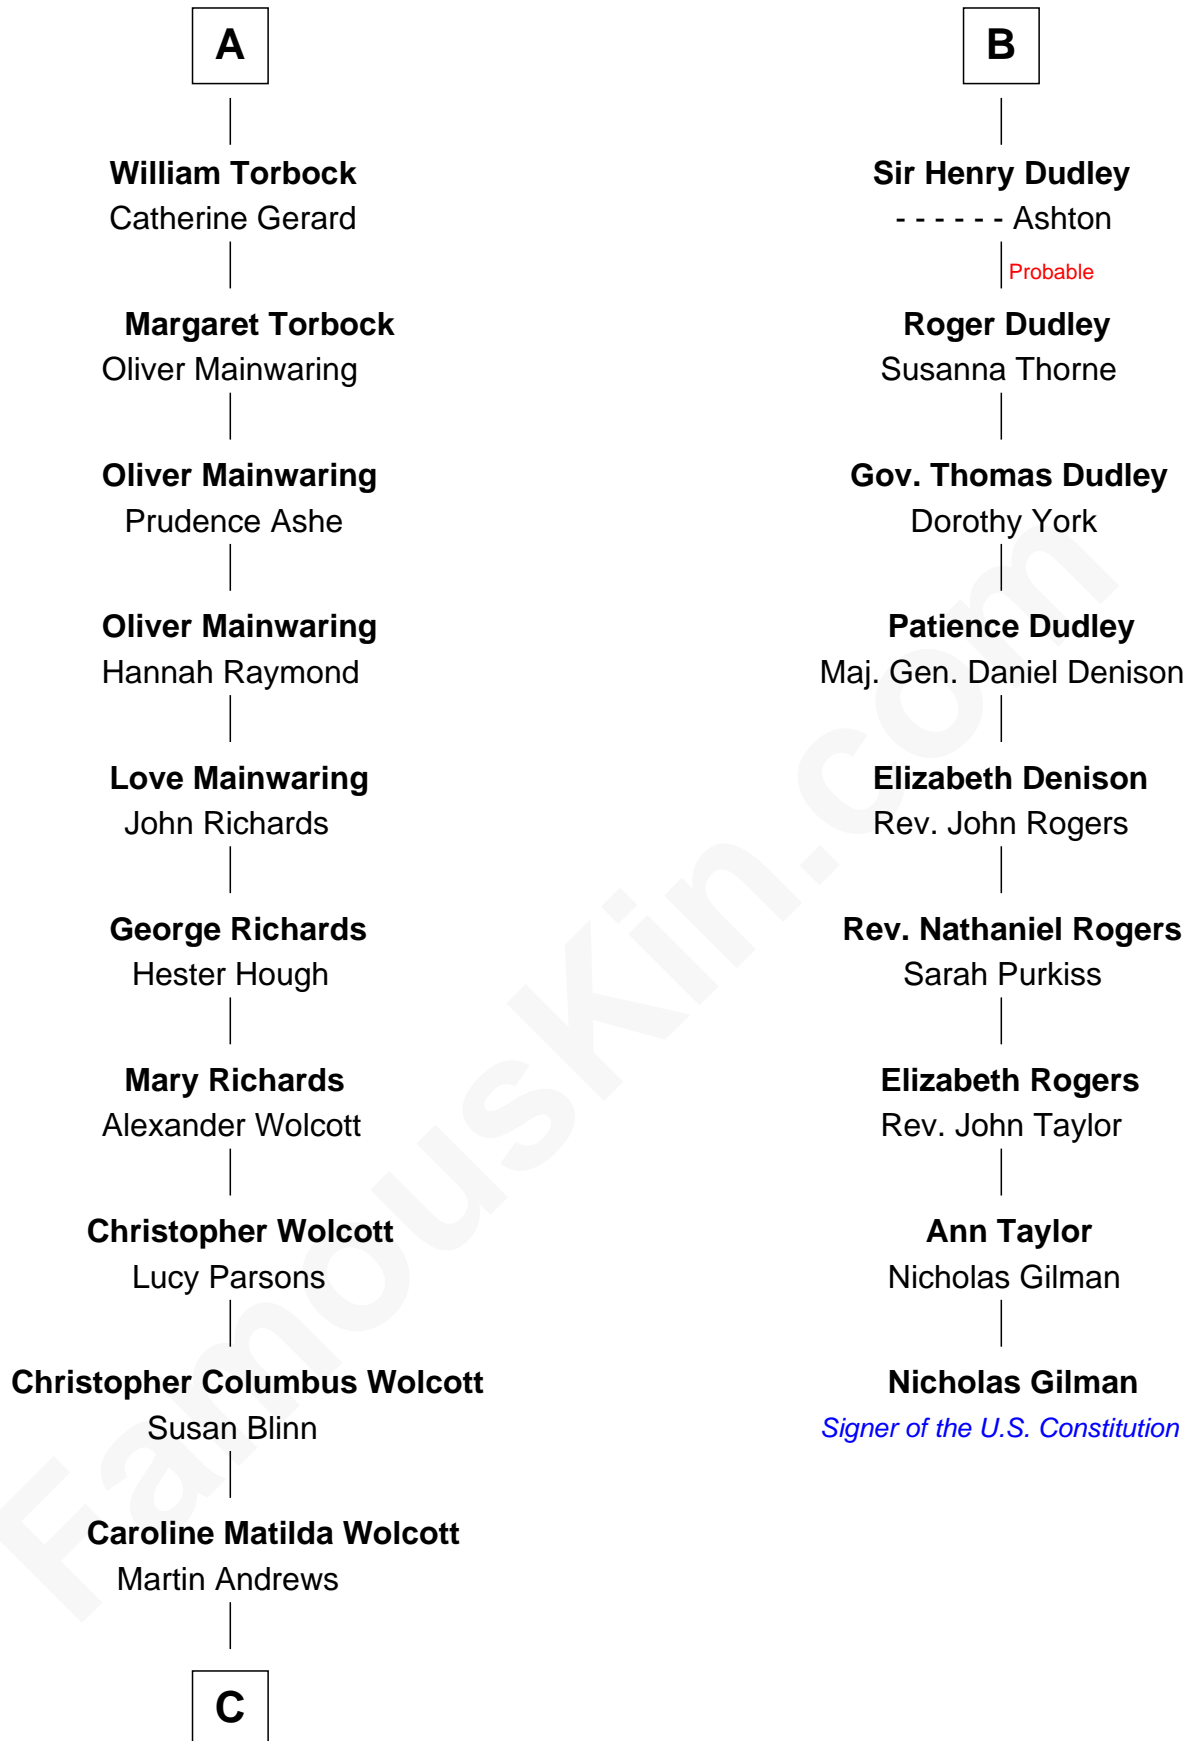 A
William Torbock
Catherine Gerard
Margaret Torbock
Oliver Mainwaring
Oliver Mainwaring
Prudence Ashe
Oliver Mainwaring
Hannah Raymond
Love Mainwaring
John Richards
George Richards
Hester Hough
Mary Richards
Alexander Wolcott
Christopher Wolcott
Lucy Parsons
Christopher Columbus Wolcott
Susan Blinn
Caroline Matilda Wolcott
Martin Andrews
C
B
Sir Henry Dudley
- - - - - - Ashton
Probable
Roger Dudley
Susanna Thorne
Gov. Thomas Dudley
Dorothy York
Patience Dudley
Maj. Gen. Daniel Denison
Elizabeth Denison
Rev. John Rogers
Rev. Nathaniel Rogers
Sarah Purkiss
Elizabeth Rogers
Rev. John Taylor
Ann Taylor
Nicholas Gilman
Nicholas Gilman
Signer of the U.S. Constitution
FamousKin.com